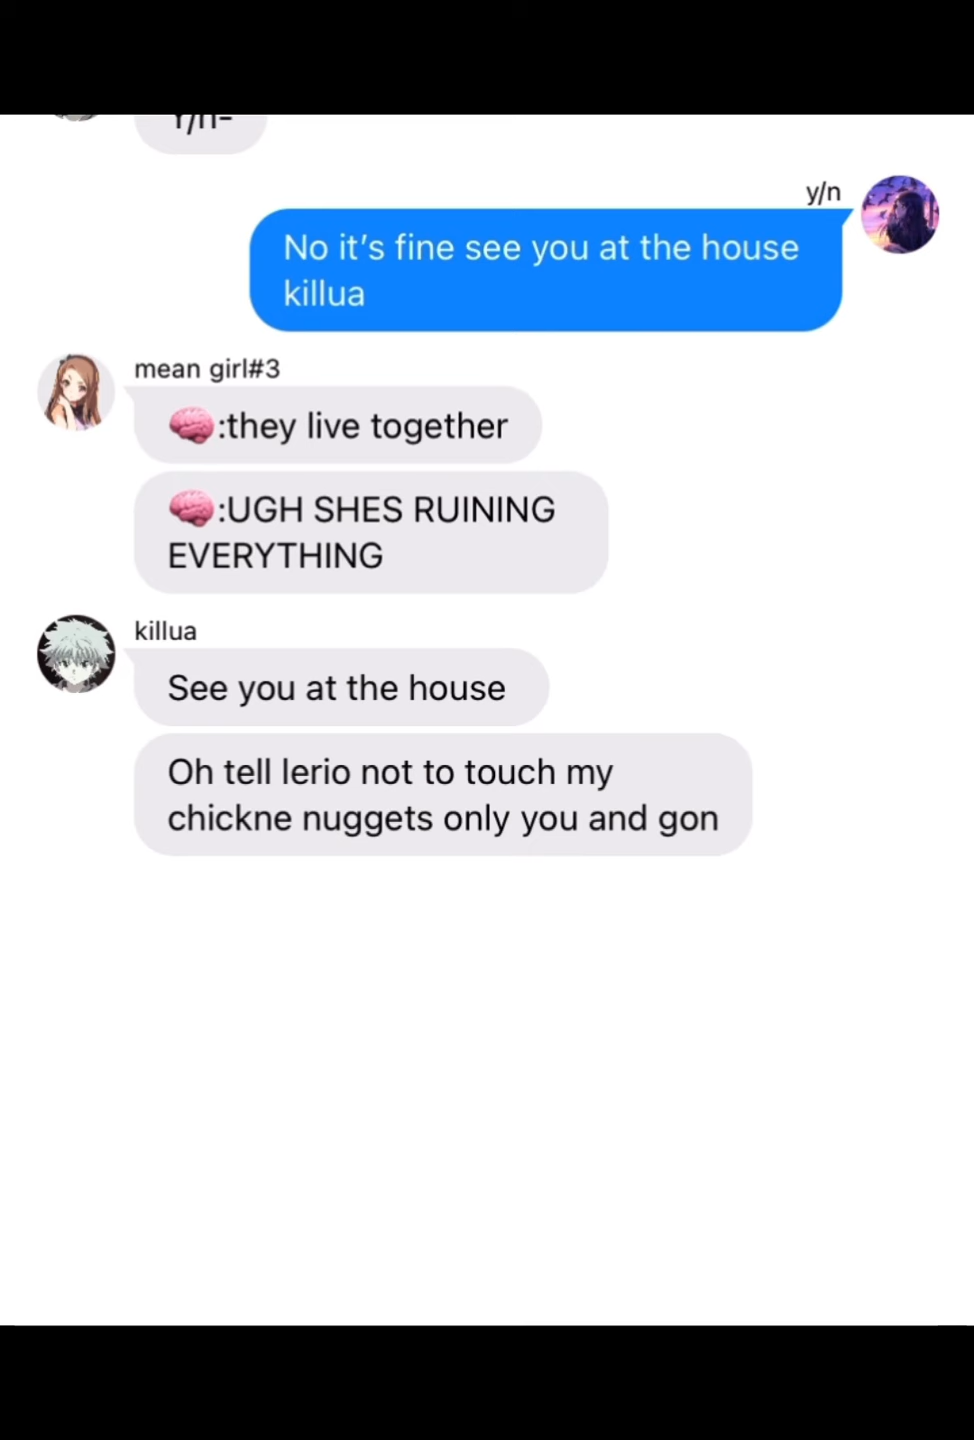 Y/n-
y/n
No it's fine see you at the house
killua
mean girl#3
🧠:they live together
🧠:UGH SHES RUINING
EVERYTHING
killua
See you at the house
Oh tell lerio not to touch my
chickne nuggets only you and gon